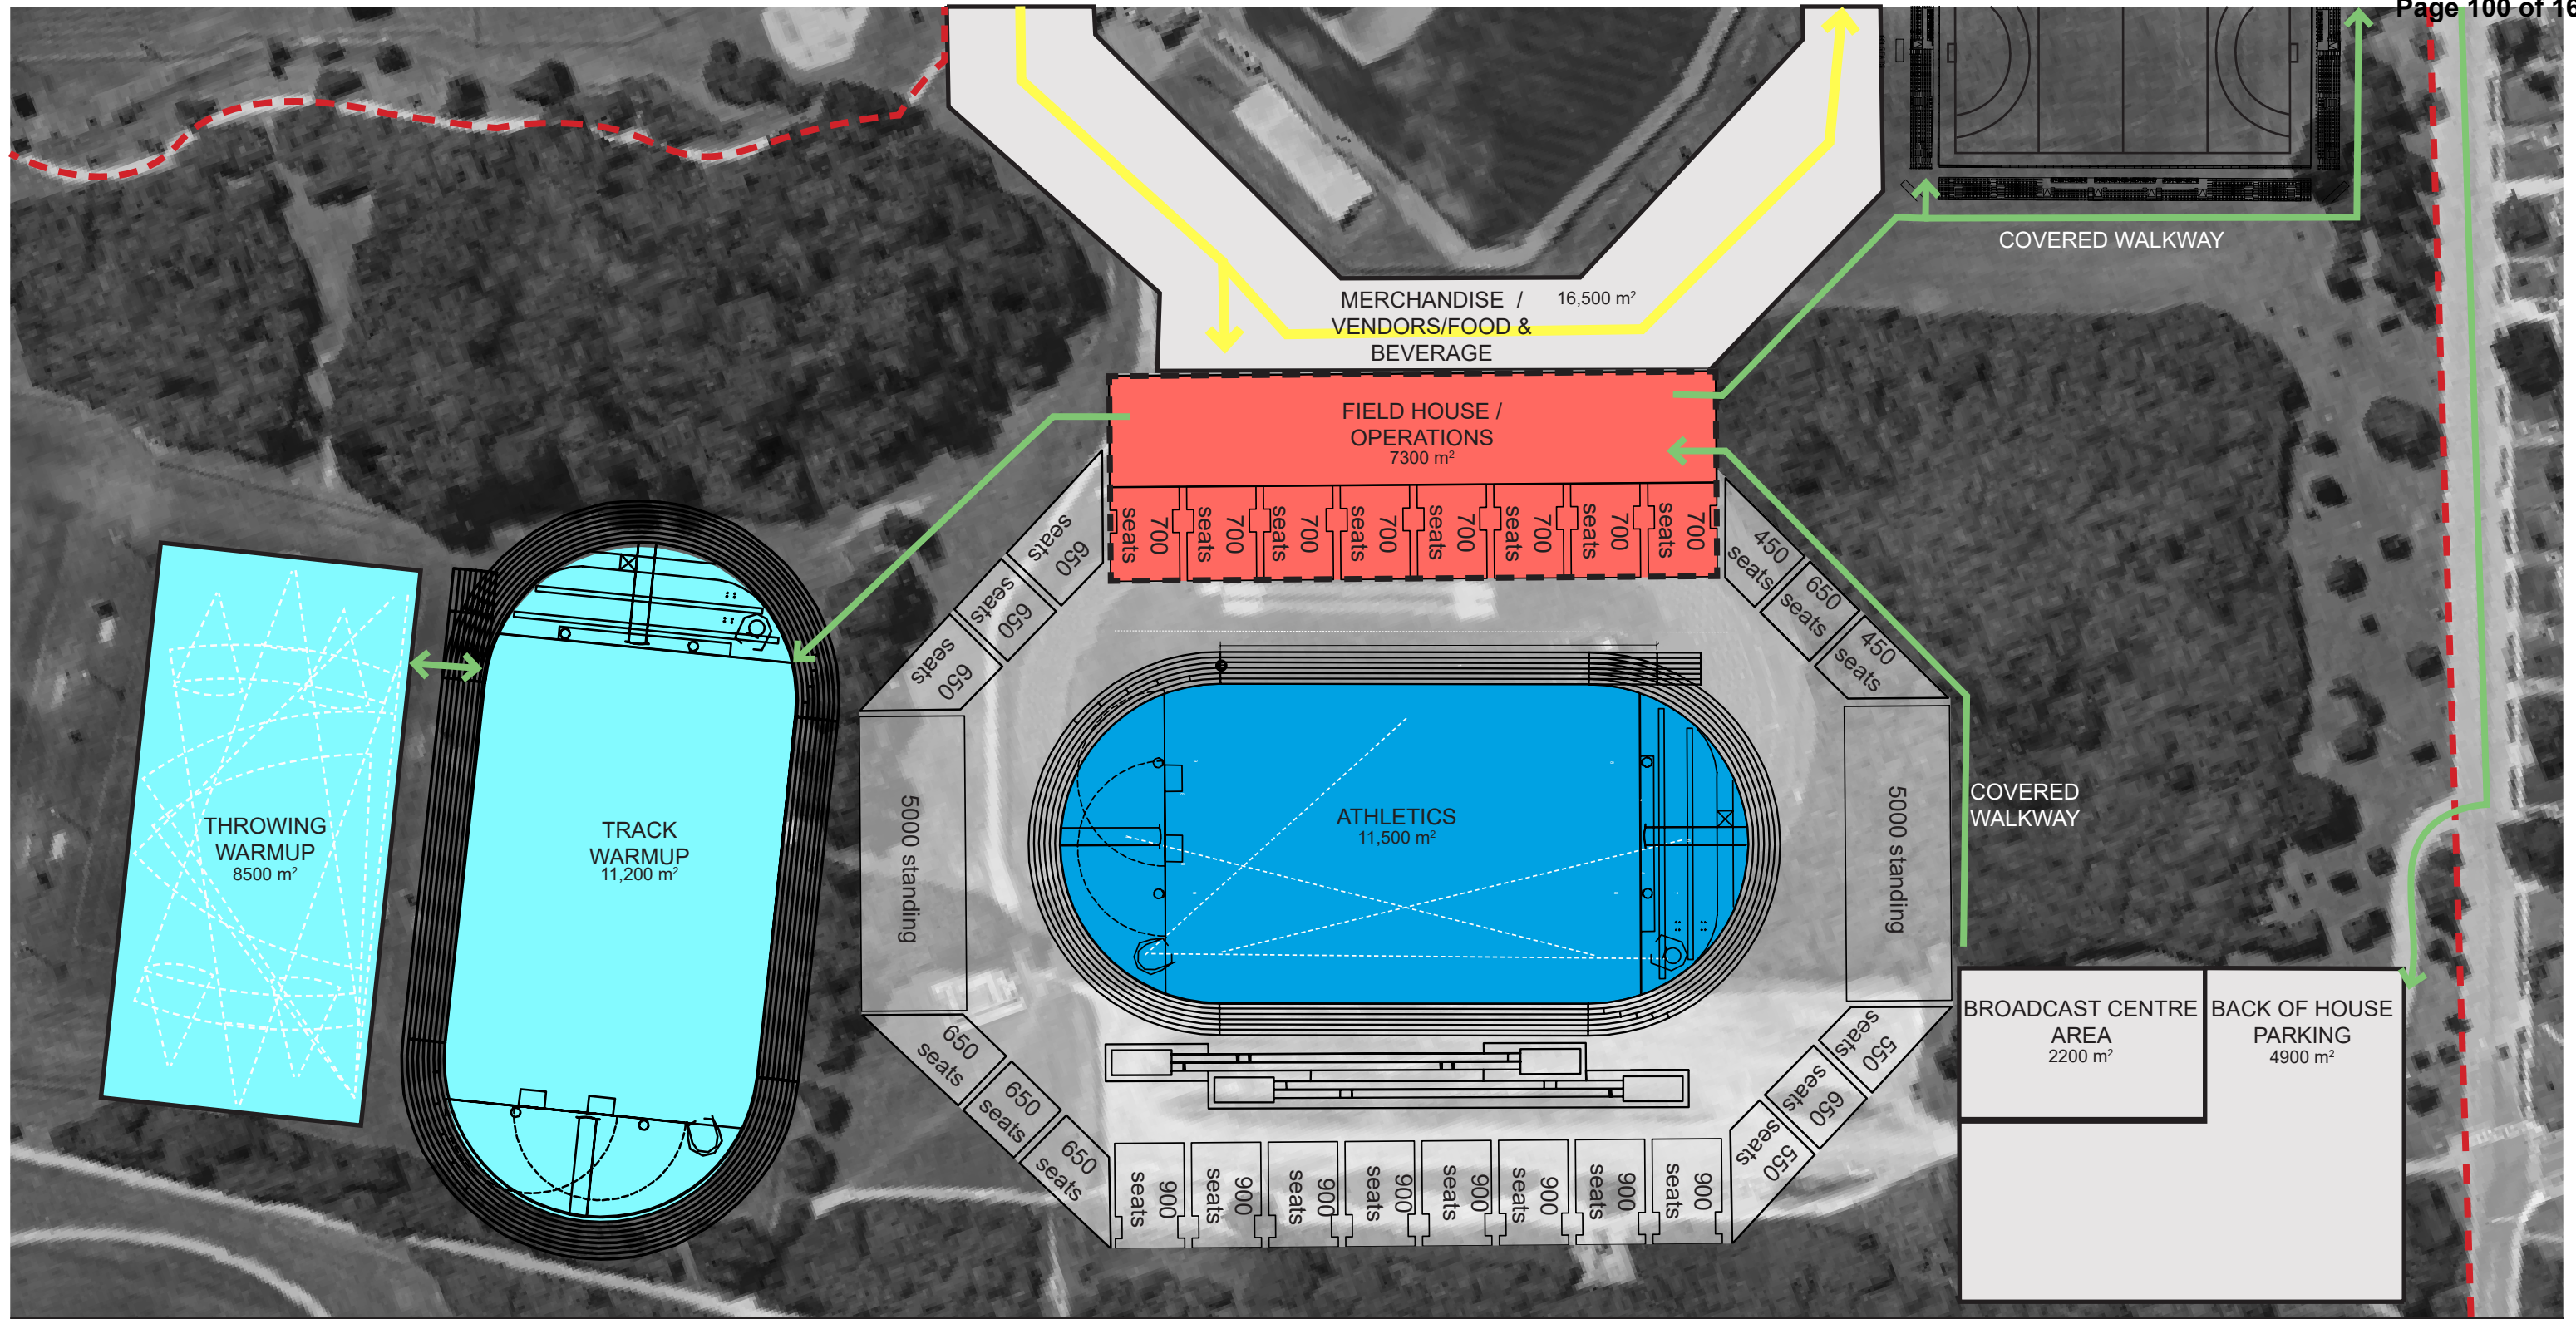 Page 100 of 16
COVERED WALKWAY
MERCHANDISE / 16,500 m²
VENDORS/FOOD &
BEVERAGE
FIELD HOUSE /
OPERATIONS
7300 m²
700
seats
700
seats
700
seats
700
seats
700
seats
700
seats
700
seats
700
seats
650
seats
650
seats
650
seats
450
seats
650
seats
450
seats
5000 standing
5000 standing
COVERED
WALKWAY
THROWING
WARMUP
8500 m²
TRACK
WARMUP
11,200 m²
ATHLETICS
11,500 m²
BROADCAST CENTRE
AREA
2200 m²
BACK OF HOUSE
PARKING
4900 m²
650
seats
650
seats
650
seats
550
seats
650
seats
550
seats
900
seats
900
seats
900
seats
900
seats
900
seats
900
seats
900
seats
900
seats